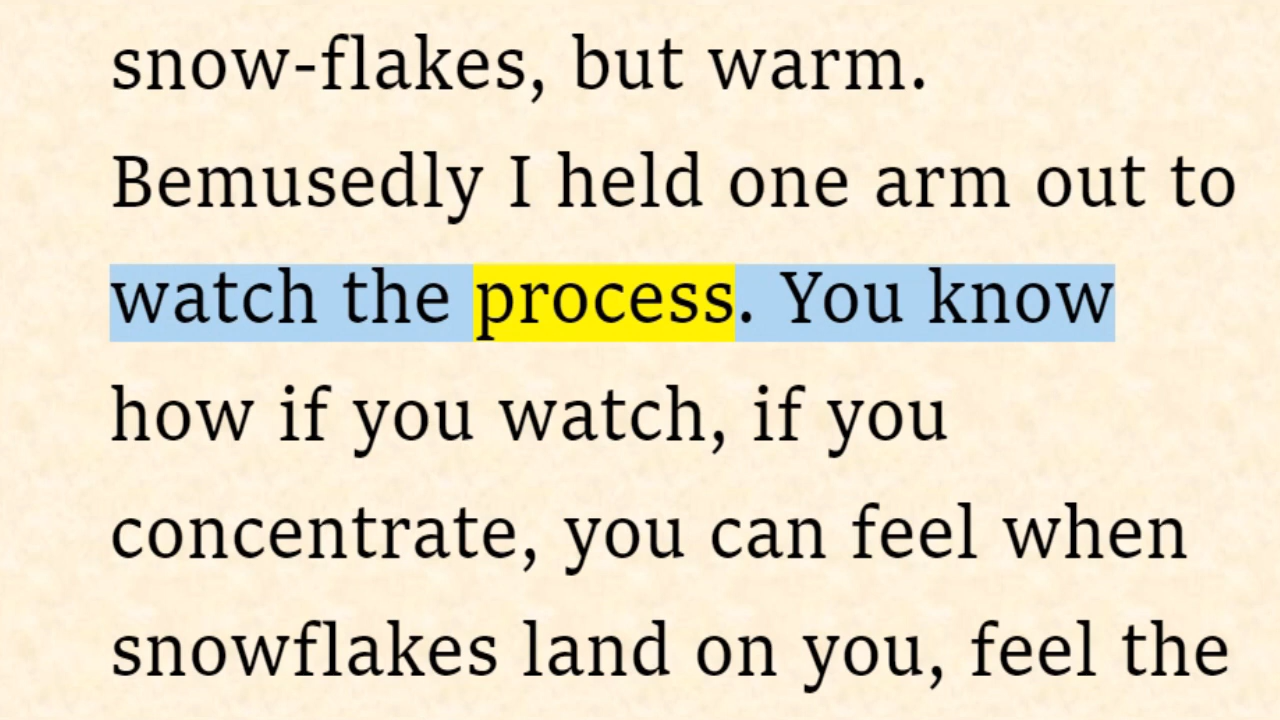 snow-flakes, but warm.
Bemusedly I held one arm out to
watch the process. You know
how if you watch, if you
concentrate, you can feel when
snowflakes land on you, feel the